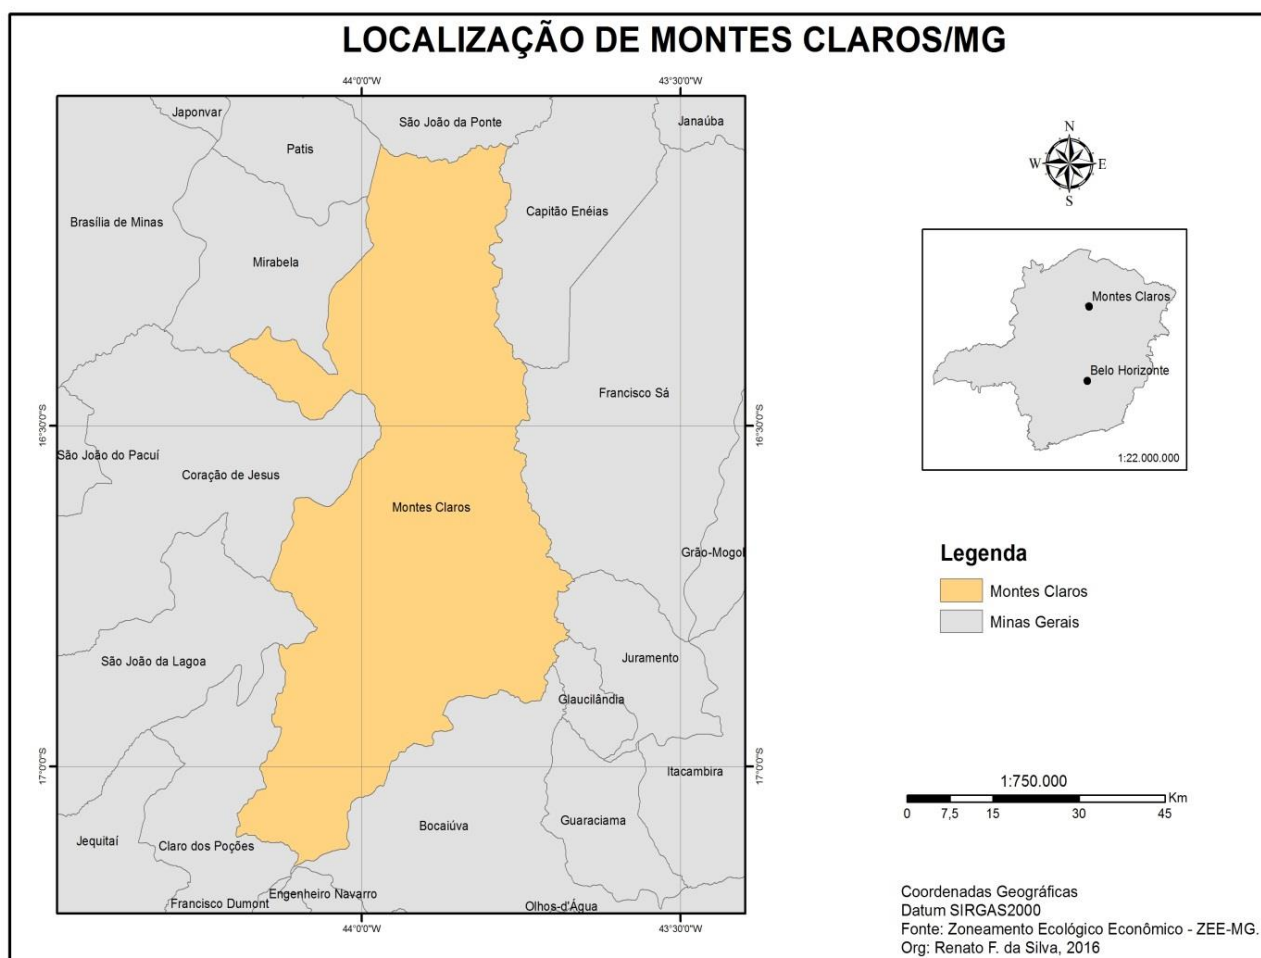 LOCALIZAÇÃO DE MONTES CLAROS/MG
44°0'0"W
43°30'0"W
Japonvar
São João da Ponte
Janaúba
Patis
Brasília de Minas
Capitão Enéias
Mirabela
Francisco Sá
16°30'0"S
16°30'0"S
São João do Pacuí
Coração de Jesus
Montes Claros
Grão-Mogol
São João da Lagoa
Juramento
Glaucilândia
17°0'0"S
17°0'0"S
Itacambira
Jequitaí
Claro dos Poções
Bocaiúva
Guaraciama
Engenheiro Navarro
Francisco Dumont
Olhos-d'Água
44°0'0"W
43°30'0"W
N
W
E
S
Montes Claros
Belo Horizonte
1:22.000.000
Legenda
Montes Claros
Minas Gerais
1:750.000
Km
0 7,5 15 30 45
Coordenadas Geográficas
Datum SIRGAS2000
Fonte: Zoneamento Ecológico Econômico - ZEE-MG.
Org: Renato F. da Silva, 2016